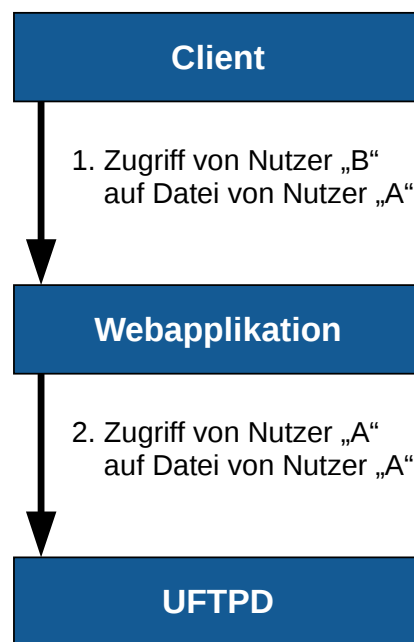 Client
1. Zugriff von Nutzer „B“
auf Datei von Nutzer „A“
Webapplikation
2. Zugriff von Nutzer „A“
auf Datei von Nutzer „A“
UFTPD